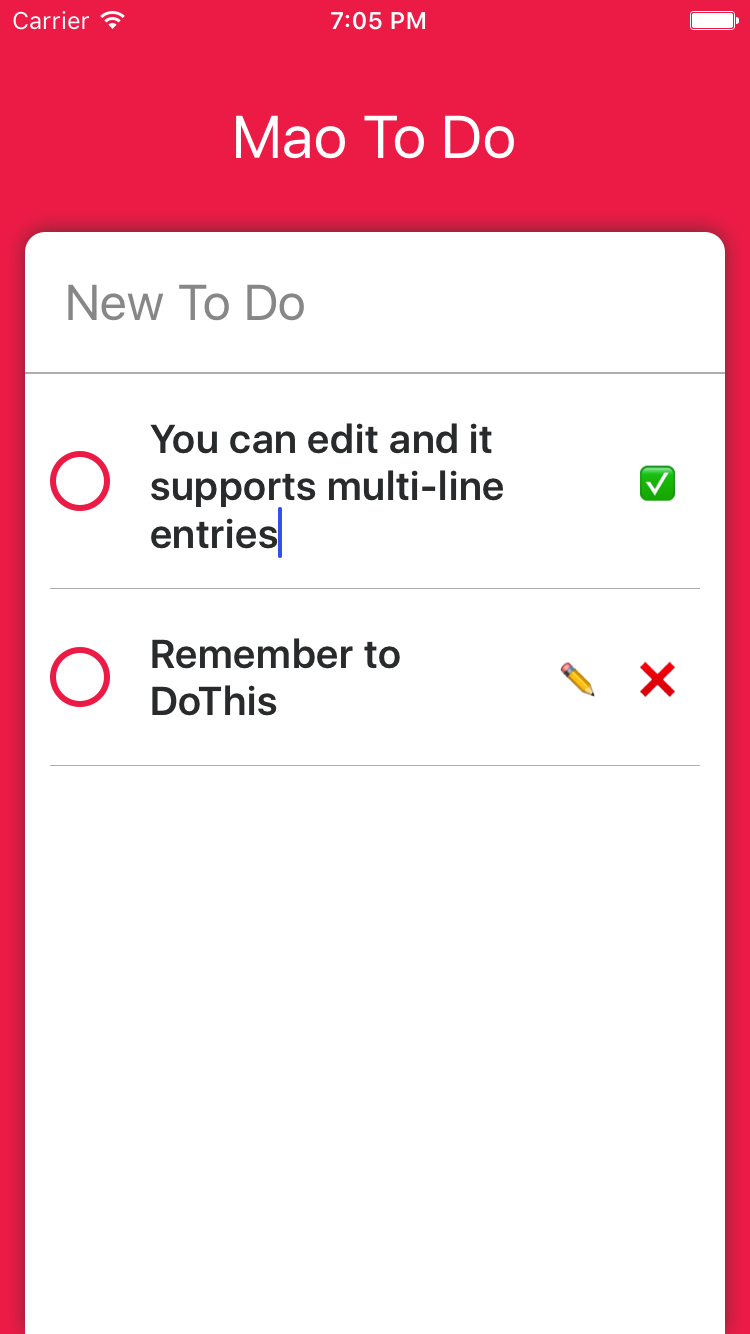 Carrier 7:05 PM
Mao To Do
New To Do
You can edit and it
supports multi-line
entries
Remember to
DoThis